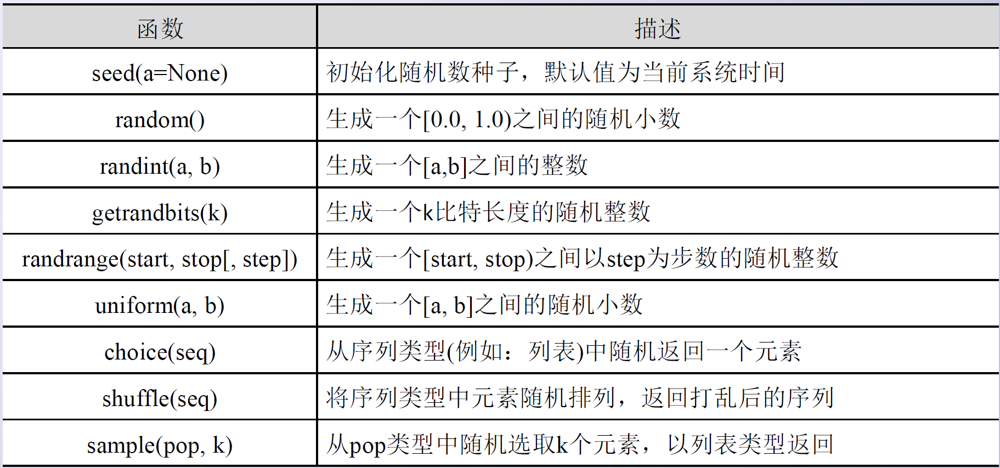 函数 描述
seed(a=None) 初始化随机数种子，默认值为当前系统时间
random() 生成一个[0.0, 1.0)之间的随机小数
randint(a, b) 生成一个[a,b]之间的整数
getrandbits(k) 生成一个k比特长度的随机整数
randrange(start, stop[, step]) 生成一个[start, stop)之间以step为步数的随机整数
uniform(a, b) 生成一个[a, b]之间的随机小数
choice(seq) 从序列类型(例如：列表)中随机返回一个元素
shuffle(seq) 将序列类型中元素随机排列，返回打乱后的序列
sample(pop, k) 从pop类型中随机选取k个元素，以列表类型返回